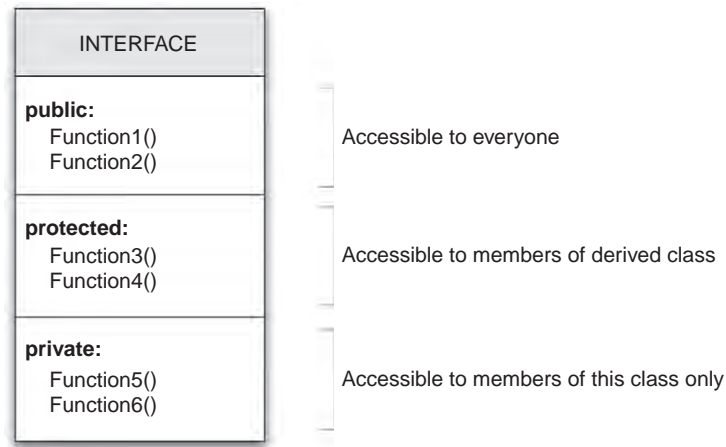 INTERFACE
public:
Function1()
Function2()
Accessible to everyone
protected:
Function3()
Function4()
Accessible to members of derived class
private:
Function5()
Function6()
Accessible to members of this class only